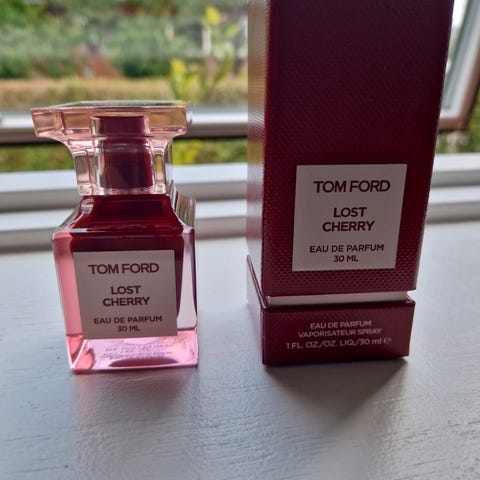 TOM FORD
LOST
CHERRY
EAU DE PARFUM
30 ML
TOM FORD
LOST
CHERRY
EAU DE PARFUM
30 ML
EAU DE PARFUM
VAPORISATEUR SPRAY
1 FL. OZ./OZ. LIQ./30 ml e